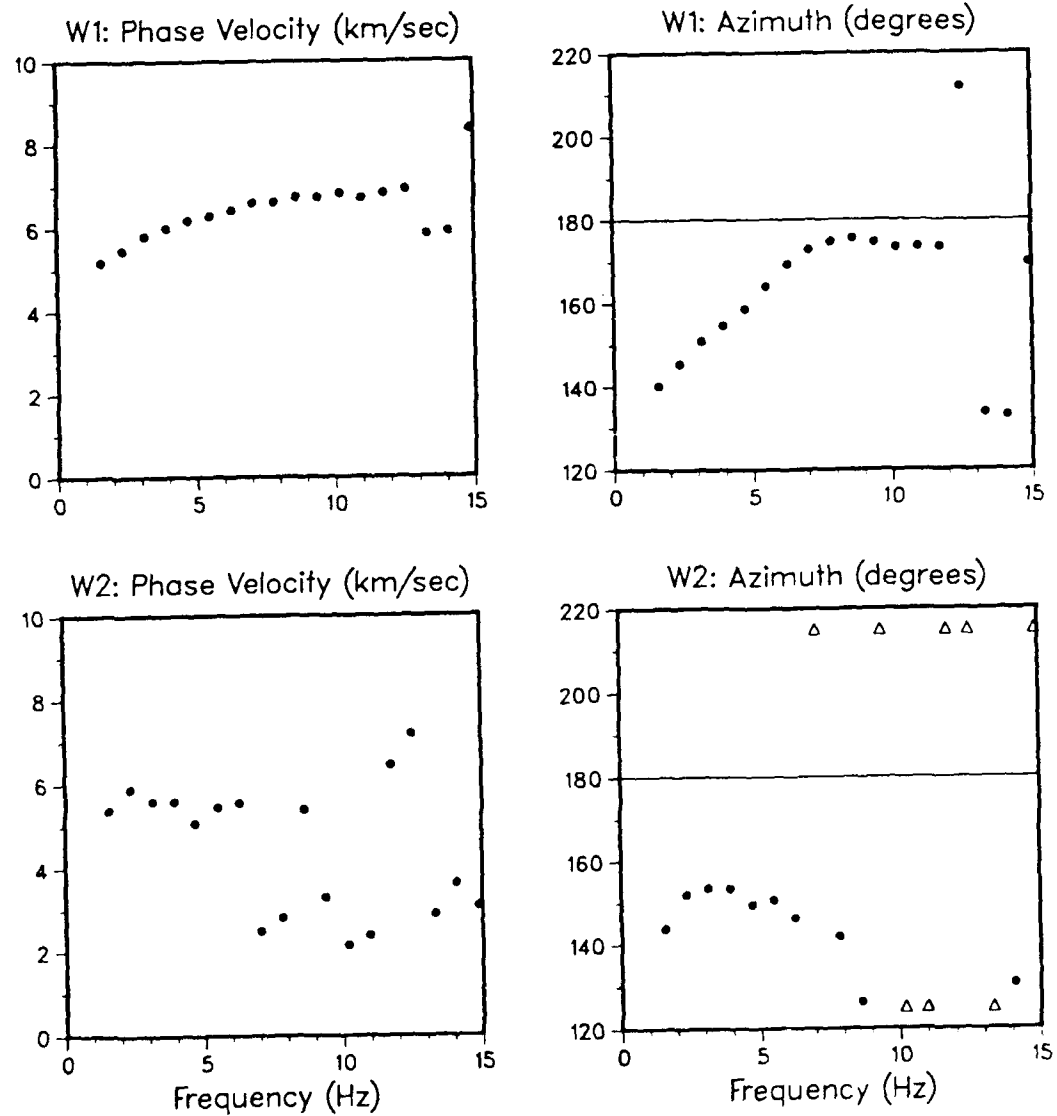 W1: Phase Velocity (km/sec)
10
8
6
4
2
0
0 5 10 15
W1: Azimuth (degrees)
220
200
180
160
140
120
0 5 10 15
W2: Phase Velocity (km/sec)
10
8
6
4
2
0
0 5 10 15
Frequency (Hz)
W2: Azimuth (degrees)
220
200
180
160
140
120
0 5 10 15
Frequency (Hz)